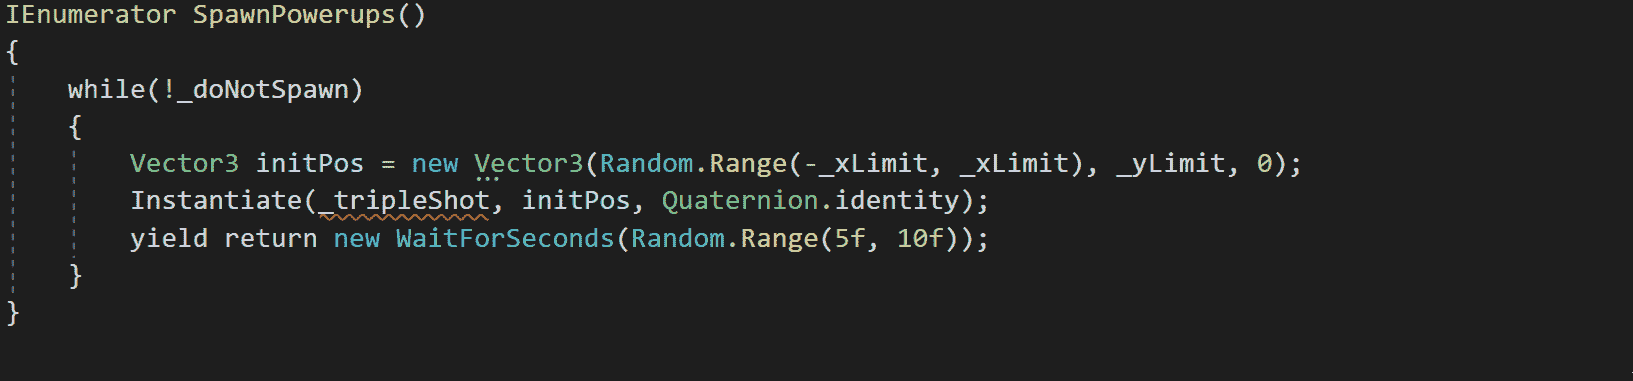 IEnumerator SpawnPowerups()
{
    while(!_doNotSpawn)
    {
        Vector3 initPos = new Vector3(Random.Range(-_xLimit, _xLimit), _yLimit, 0);
        Instantiate(_tripleShot, initPos, Quaternion.identity);
        yield return new WaitForSeconds(Random.Range(5f, 10f));
    }
}